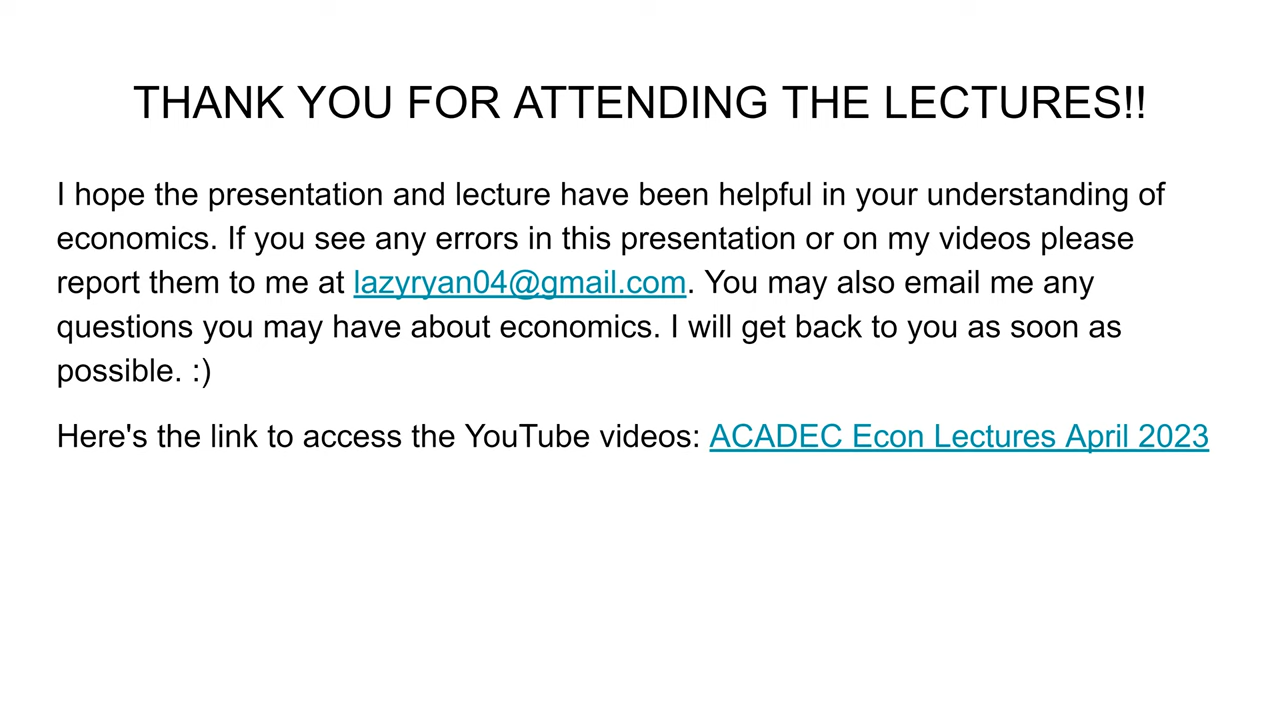 THANK YOU FOR ATTENDING THE LECTURES!!
I hope the presentation and lecture have been helpful in your understanding of
economics. If you see any errors in this presentation or on my videos please
report them to me at lazyryan04@gmail.com. You may also email me any
questions you may have about economics. I will get back to you as soon as
possible. :)
Here's the link to access the YouTube videos: ACADEC Econ Lectures April 2023